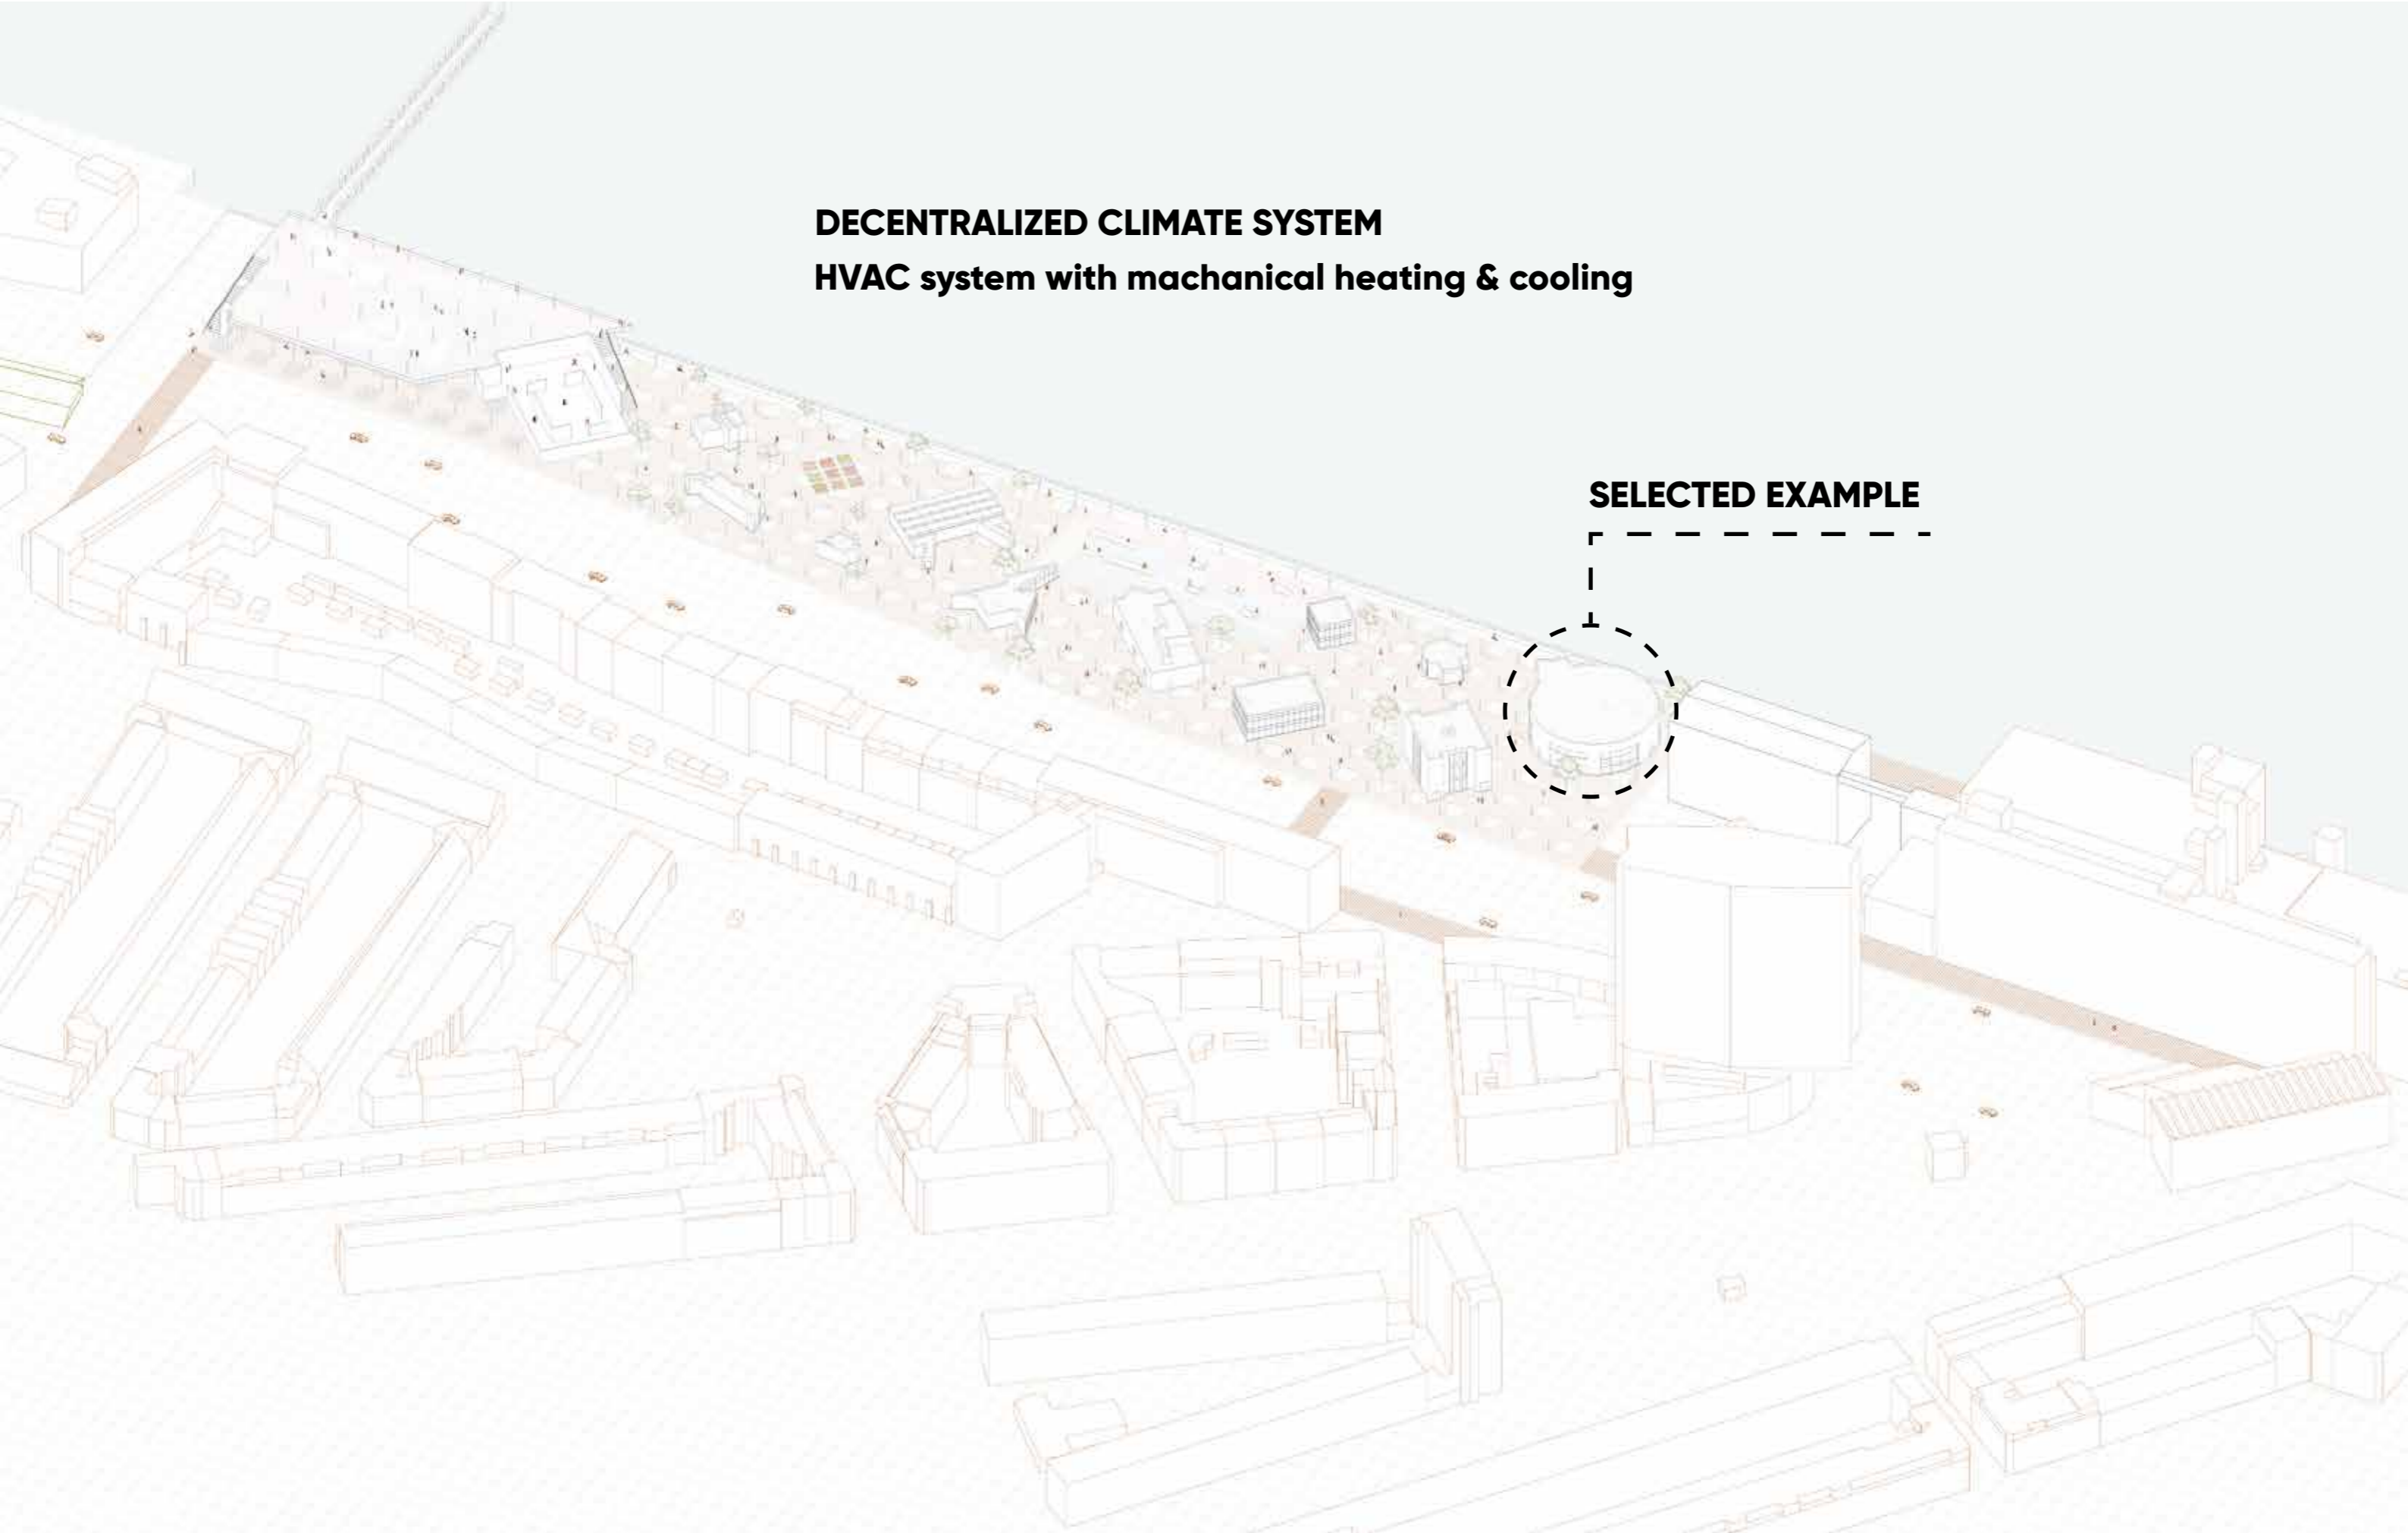 DECENTRALIZED CLIMATE SYSTEM
HVAC system with machanical heating & cooling
SELECTED EXAMPLE